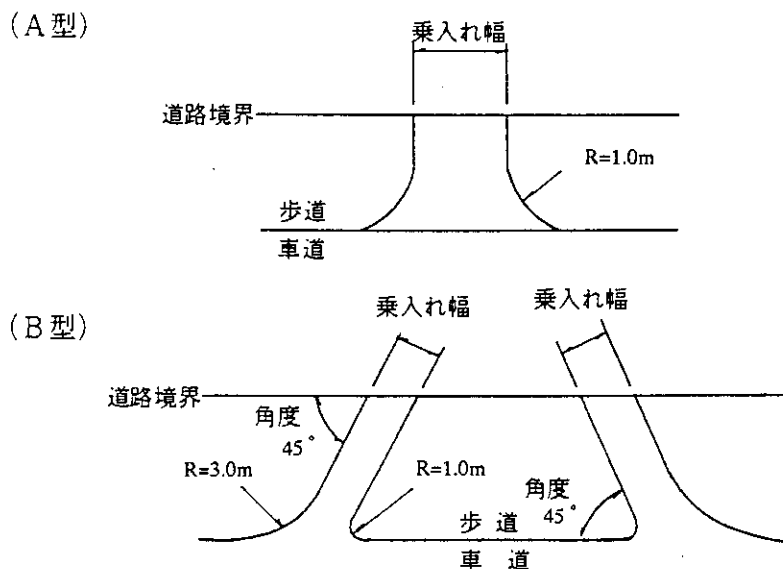 (A型)
乗入れ幅
道路境界
R=1.0m
歩道
車道
(B型)
乗入れ幅
乗入れ幅
道路境界
角度
45°
R=3.0m
R=1.0m
角度
45°
歩道
車道